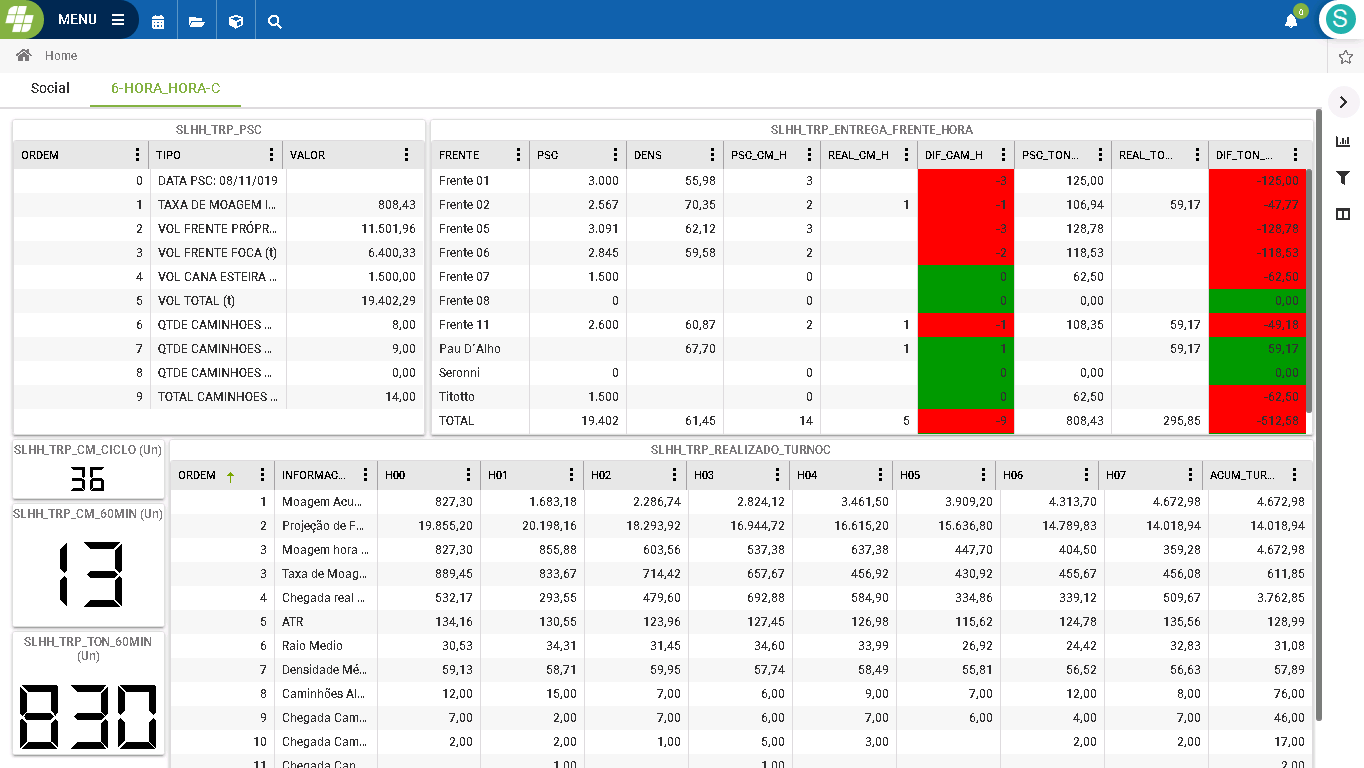 MENU
0
S
Home
Social 6-HORA_HORA-C
SLHH_TRP_PSC
ORDEM TIPO VALOR
0 DATA PSC: 08/11/019
1 TAXA DE MOAGEM I... 808,43
2 VOL FRENTE PRÓPR... 11.501,96
3 VOL FRENTE FOCA (t) 6.400,33
4 VOL CANA ESTEIRA ... 1.500,00
5 VOL TOTAL (t) 19.402,29
6 QTDE CAMINHOES ... 8,00
7 QTDE CAMINHOES ... 9,00
8 QTDE CAMINHOES ... 0,00
9 TOTAL CAMINHOES ... 14,00
SLHH_TRP_ENTREGA_FRENTE_HORA
FRENTE PSC DENS PSC_CM_H REAL_CM_H DIF_CAM_H PSC_TON... REAL_TO... DIF_TON_...
Frente 01 3.000 55,98 3 -3 125,00 -125,00
Frente 02 2.567 70,35 2 1 -1 106,94 59,17 -47,77
Frente 05 3.091 62,12 3 -3 128,78 -128,78
Frente 06 2.845 59,58 2 -2 118,53 -118,53
Frente 07 1.500 0 0 62,50 -62,50
Frente 08 0 0 0 0,00 0,00
Frente 11 2.600 60,87 2 1 -1 108,35 59,17 -49,18
Pau D´Alho 67,70 1 1 59,17 59,17
Seronni 0 0 0,00 0,00
Titotto 1.500 0 0 62,50 -62,50
TOTAL 19.402 61,45 14 5 -9 808,43 295,85 -512,58
SLHH_TRP_CM_CICLO (Un)
36
SLHH_TRP_CM_60MIN (Un)
13
SLHH_TRP_TON_60MIN
(Un)
830
SLHH_TRP_REALIZADO_TURNOC
ORDEM INFORMAC... H00 H01 H02 H03 H04 H05 H06 H07 ACUM_TUR...
1 Moagem Acu... 827,30 1.683,18 2.286,74 2.824,12 3.461,50 3.909,20 4.313,70 4.672,98 4.672,98
2 Projeção de F... 19.855,20 20.198,16 18.293,92 16.944,72 16.615,20 15.636,80 14.789,83 14.018,94 14.018,94
3 Moagem hora ... 827,30 855,88 603,56 537,38 637,38 447,70 404,50 359,28 4.672,98
3 Taxa de Moag... 889,45 833,67 714,42 657,67 456,92 430,92 455,67 456,08 611,85
4 Chegada real ... 532,17 293,55 479,60 692,88 584,90 334,86 339,12 509,67 3.762,85
5 ATR 134,16 130,55 123,96 127,45 126,98 115,62 124,78 135,56 128,99
6 Raio Medio 30,53 34,31 31,45 34,60 33,99 26,92 24,42 32,83 31,08
7 Densidade Mé... 59,13 58,71 59,95 57,74 58,49 55,81 56,52 56,63 57,89
8 Caminhões Al... 12,00 15,00 7,00 6,00 9,00 7,00 12,00 8,00 76,00
9 Chegada Cam... 7,00 2,00 7,00 6,00 7,00 6,00 4,00 7,00 46,00
10 Chegada Cam... 2,00 2,00 1,00 5,00 3,00 2,00 2,00 17,00
11 Chegada Can... 1,00 1,00 2,00